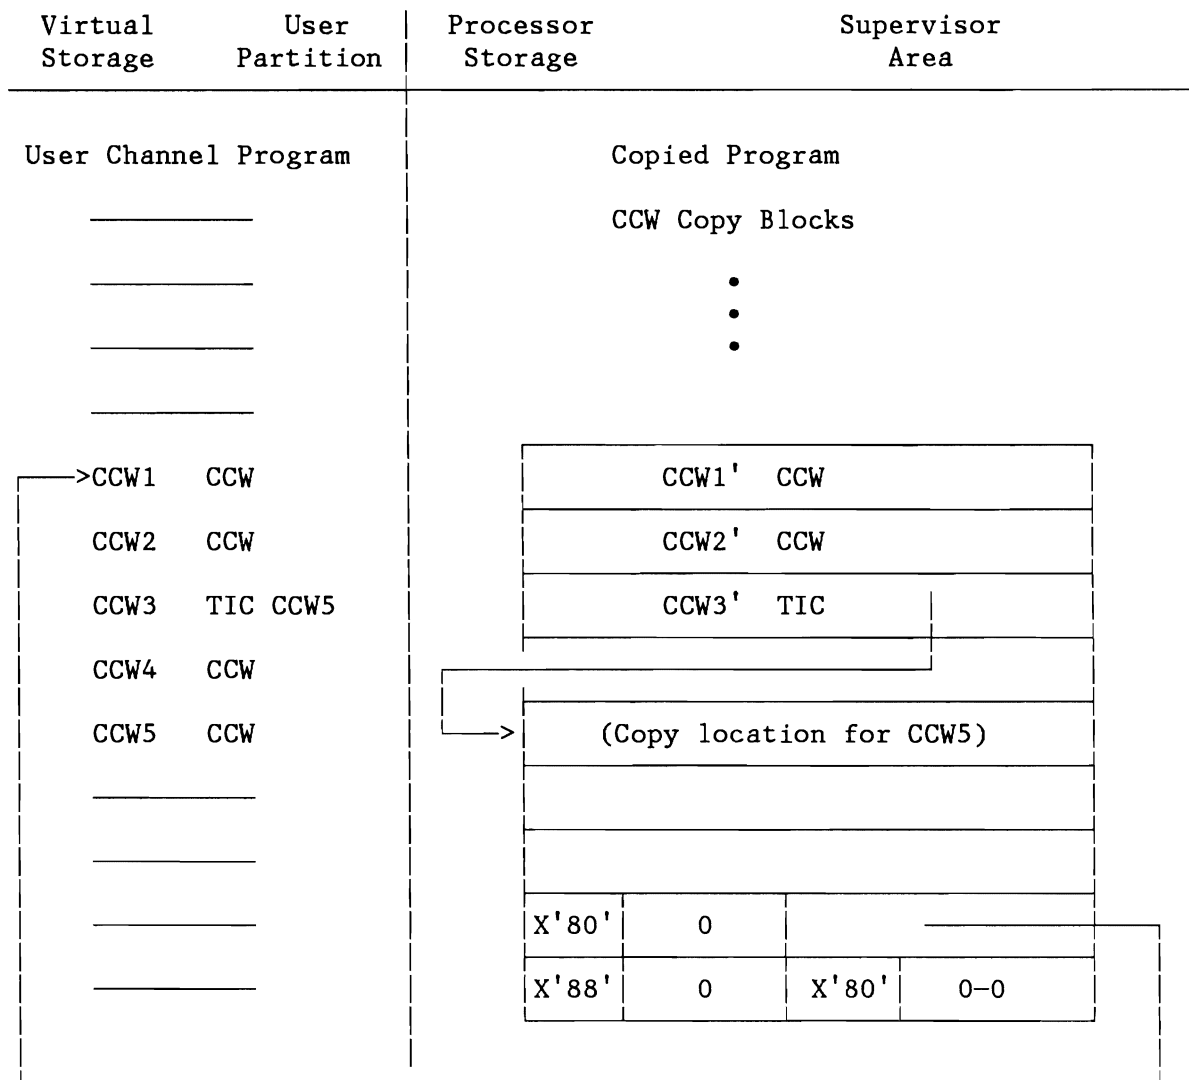 Virtual User Processor Supervisor
Storage Partition Storage Area
User Channel Program Copied Program
CCW Copy Blocks
CCW1 CCW CCW1' CCW
CCW2 CCW CCW2' CCW
CCW3 TIC CCW5 CCW3' TIC
CCW4 CCW
CCW5 CCW (Copy location for CCW5)
X'80' 0
X'88' 0 X'80' 0-0